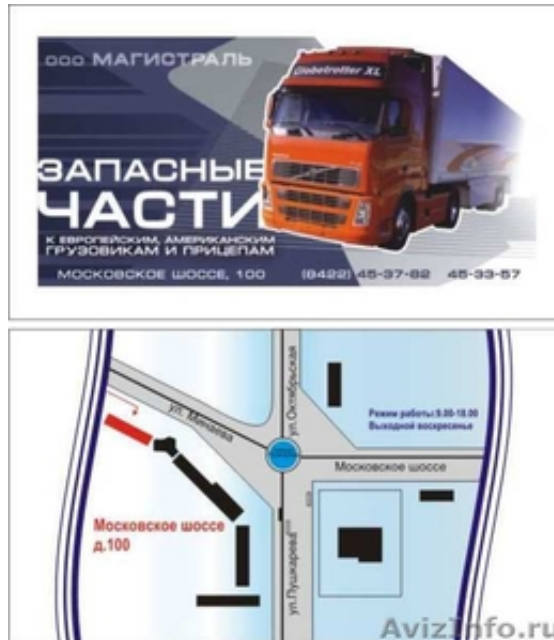 ООО МАГИСТРАЛЬ
Globetrotter XL
ЗАПАСНЫЕ
ЧАСТИ
К ЕВРОПЕЙСКИМ, АМЕРИКАНСКИМ
ГРУЗОВИКАМ И ПРИЦЕПАМ
МОСКОВСКОЕ ШОССЕ, 100 (8422) 45-37-82 45-33-57
ул.Октябрьская
ул. Минаева
Режим работы:9.00-18.00
Выходной воскресенье
Московское шоссе
Московское шоссе
д.100
ул.Пушкарева
AvizInfo.ru